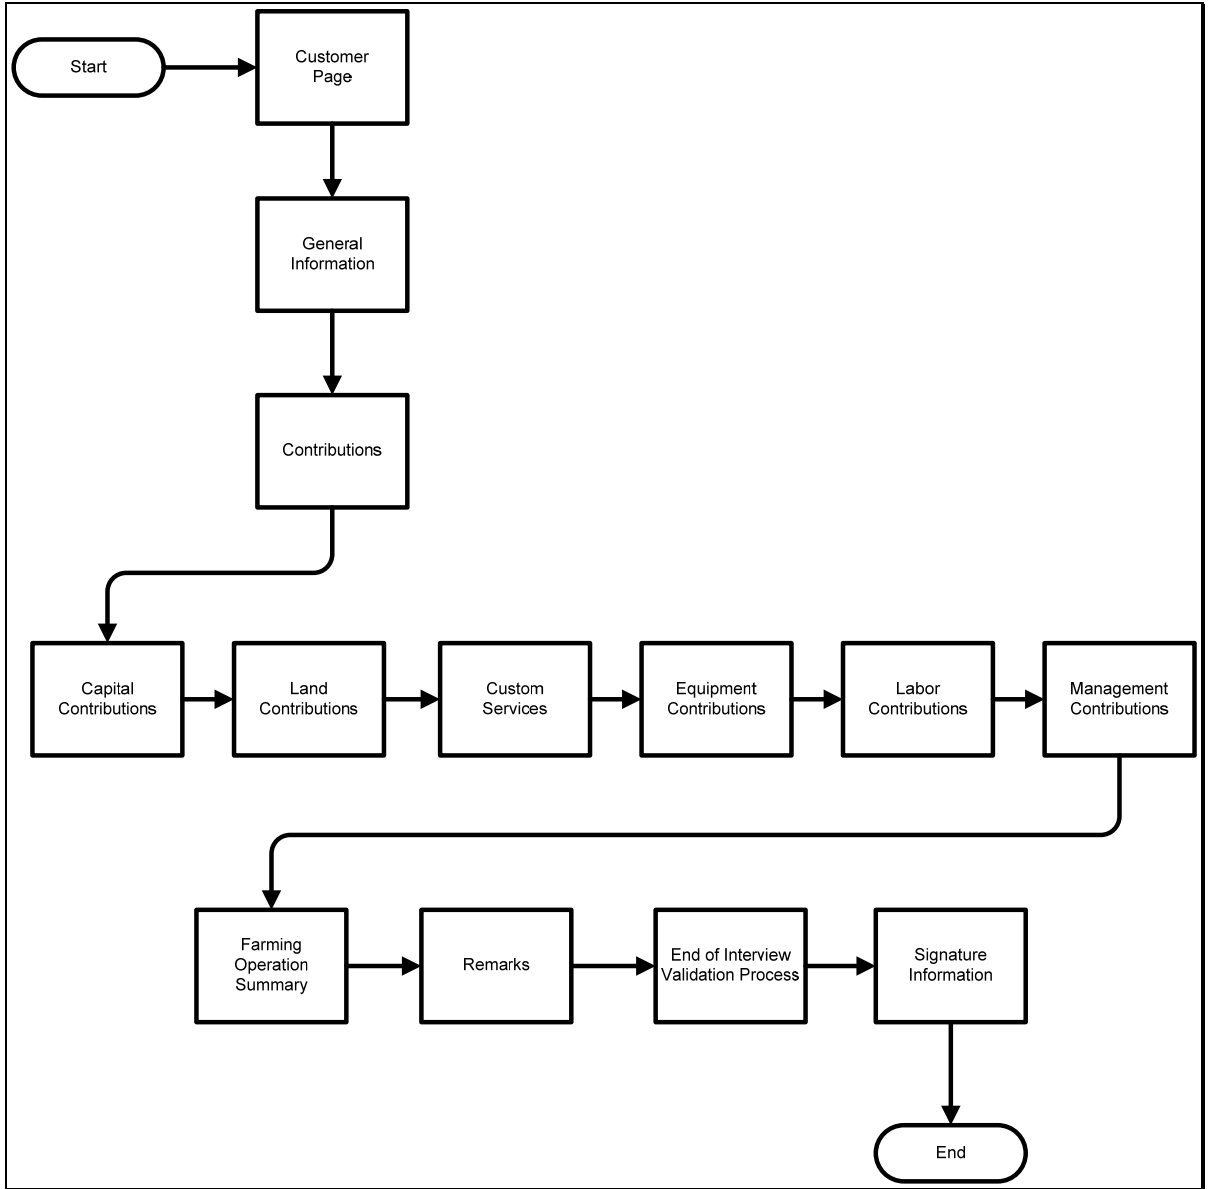 Start
Customer
Page
General
Information
Contributions
Capital
Contributions
Land
Contributions
Custom
Services
Equipment
Contributions
Labor
Contributions
Management
Contributions
Farming
Operation
Summary
Remarks
End of Interview
Validation Process
Signature
Information
End